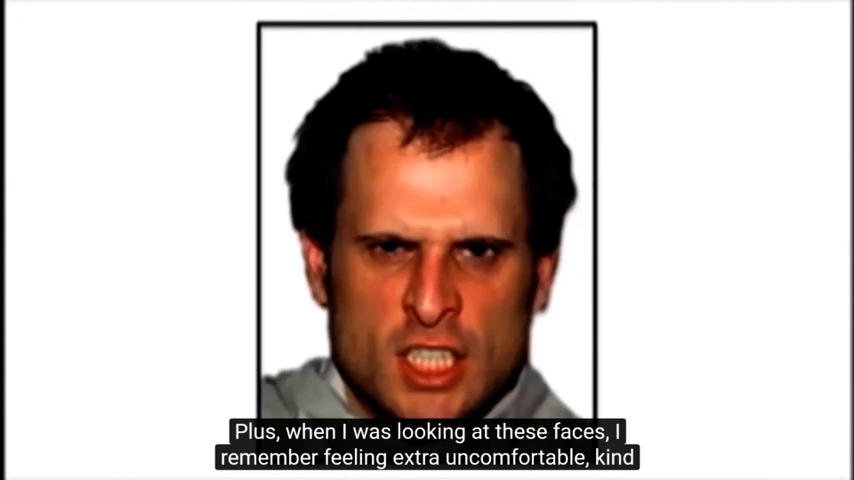 Plus, when I was looking at these faces, I
remember feeling extra uncomfortable, kind